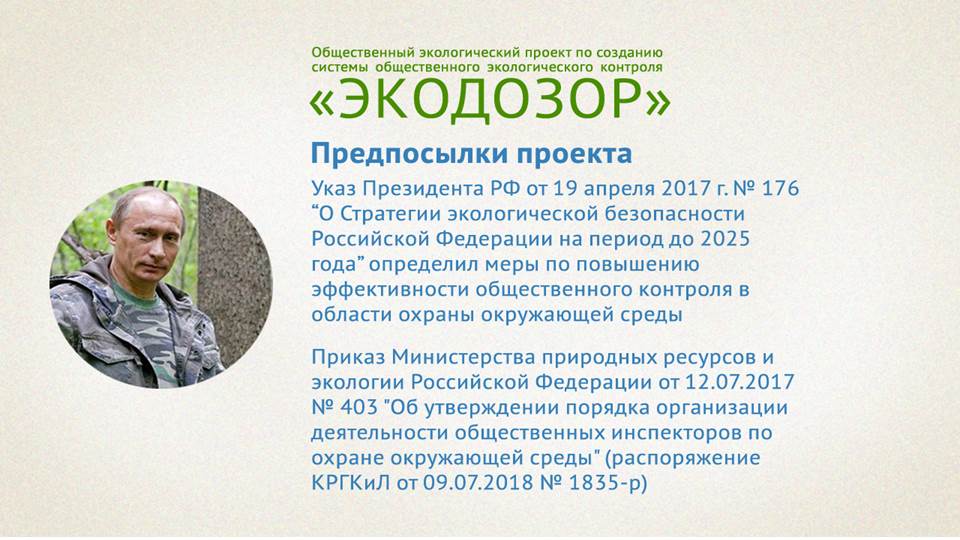 Общественный экологический проект по созданию
системы общественного экологического контроля
«ЭКОДОЗОР»
Предпосылки проекта
Указ Президента РФ от 19 апреля 2017 г. № 176
“О Стратегии экологической безопасности
Российской Федерации на период до 2025
года” определил меры по повышению
эффективности общественного контроля в
области охраны окружающей среды
Приказ Министерства природных ресурсов и
экологии Российской Федерации от 12.07.2017
№ 403 "Об утверждении порядка организации
деятельности общественных инспекторов по
охране окружающей среды" (распоряжение
КРГКиЛ от 09.07.2018 № 1835-р)